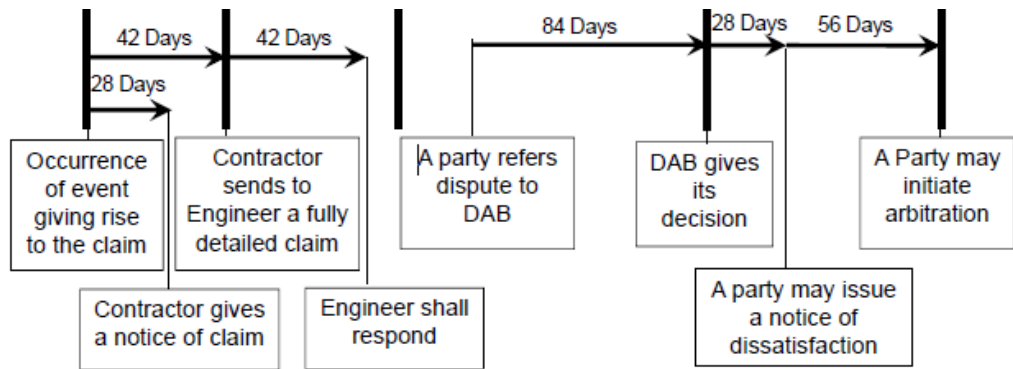 42 Days
42 Days
84 Days
28 Days
56 Days
28 Days
Occurrence
of event
giving rise
to the claim
Contractor
sends to
Engineer a fully
detailed claim
A party refers
dispute to
DAB
DAB gives
its
decision
A Party may
initiate
arbitration
Contractor gives
a notice of claim
Engineer shall
respond
A party may issue
a notice of
dissatisfaction